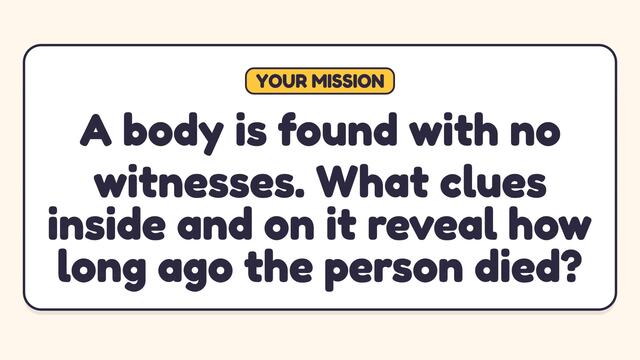 YOUR MISSION
A body is found with no
witnesses. What clues
inside and on it reveal how
long ago the person died?